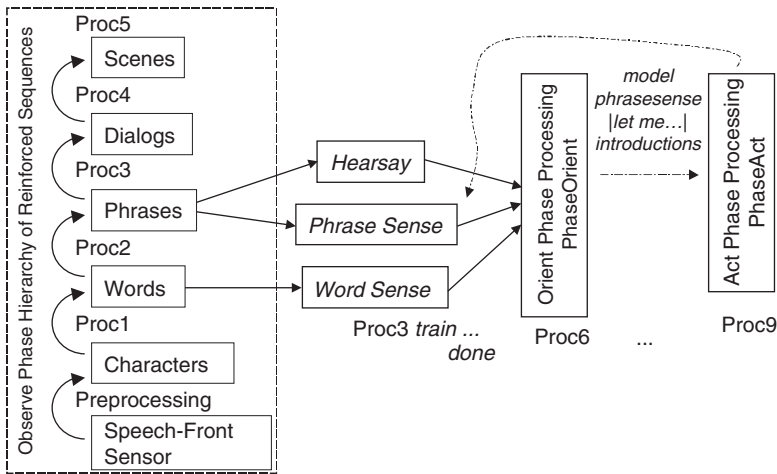 Observe Phase Hierarchy of Reinforced Sequences
Proc5
Scenes
Proc4
Dialogs
Proc3
Phrases
Proc2
Words
Proc1
Characters
Preprocessing
Speech-Front
Sensor
Hearsay
Phrase Sense
Word Sense
Proc3 train ...
done
Orient Phase Processing
PhaseOrient
Proc6
...
model
phrasesense
|let me...|
introductions
Act Phase Processing
PhaseAct
Proc9